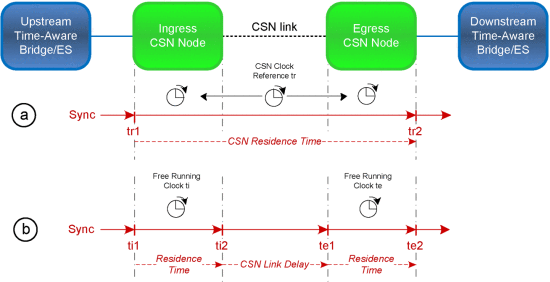 Upstream
Time-Aware
Bridge/ES
Ingress
CSN Node
CSN link
Egress
CSN Node
Downstream
Time-Aware
Bridge/ES
CSN Clock
Reference tr
a
Sync
tr1
tr2
CSN Residence Time
Free Running
Clock ti
Free Running
Clock te
b
Sync
ti1
ti2
te1
te2
Residence
Time
CSN Link Delay
Residence
Time